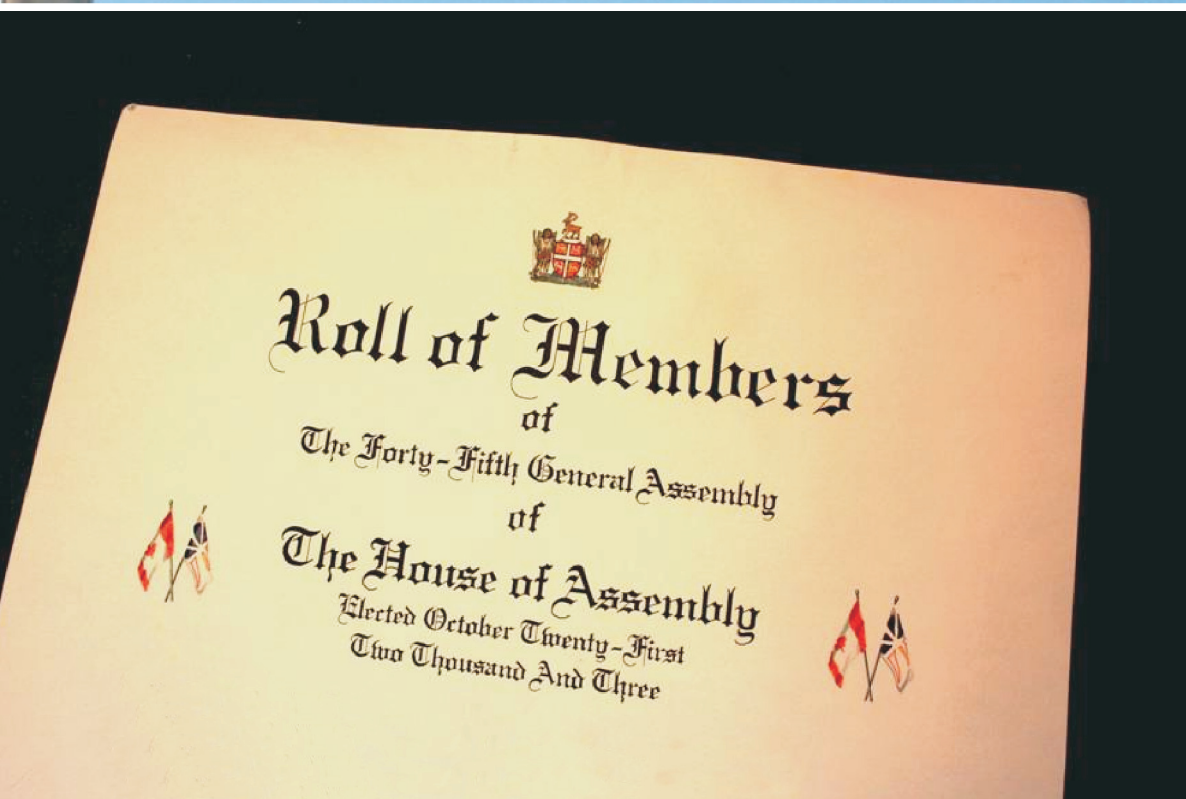 Roll of Members
of
The Forty-Fifth General Assembly
of
The House of Assembly
Elected October Twenty-First
Two Thousand And Three